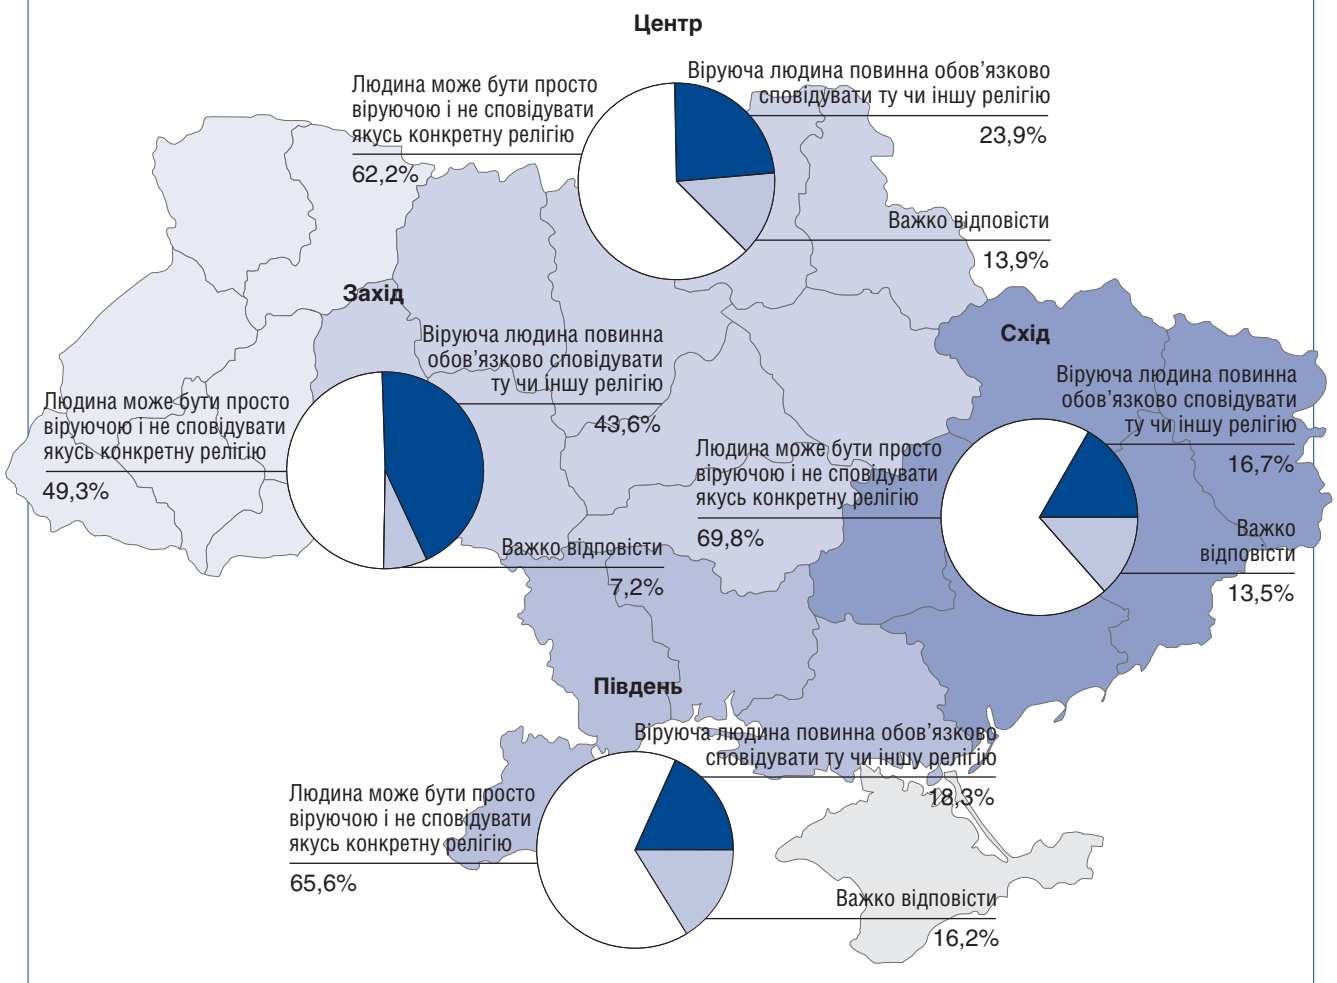 Центр
Людина може бути просто
віруючою і не сповідувати
якусь конкретну релігію
62,2%
Віруюча людина повинна обов’язково
сповідувати ту чи іншу релігію
23,9%
Важко відповісти
13,9%
Захід
Віруюча людина повинна
обов’язково сповідувати
ту чи іншу релігію
43,6%
Людина може бути просто
віруючою і не сповідувати
якусь конкретну релігію
49,3%
Важко відповісти
7,2%
Схід
Віруюча людина повинна
обов’язково сповідувати
ту чи іншу релігію
16,7%
Людина може бути просто
віруючою і не сповідувати
якусь конкретну релігію
69,8%
Важко
відповісти
13,5%
Південь
Віруюча людина повинна обов’язково
сповідувати ту чи іншу релігію
18,3%
Людина може бути просто
віруючою і не сповідувати
якусь конкретну релігію
65,6%
Важко відповісти
16,2%